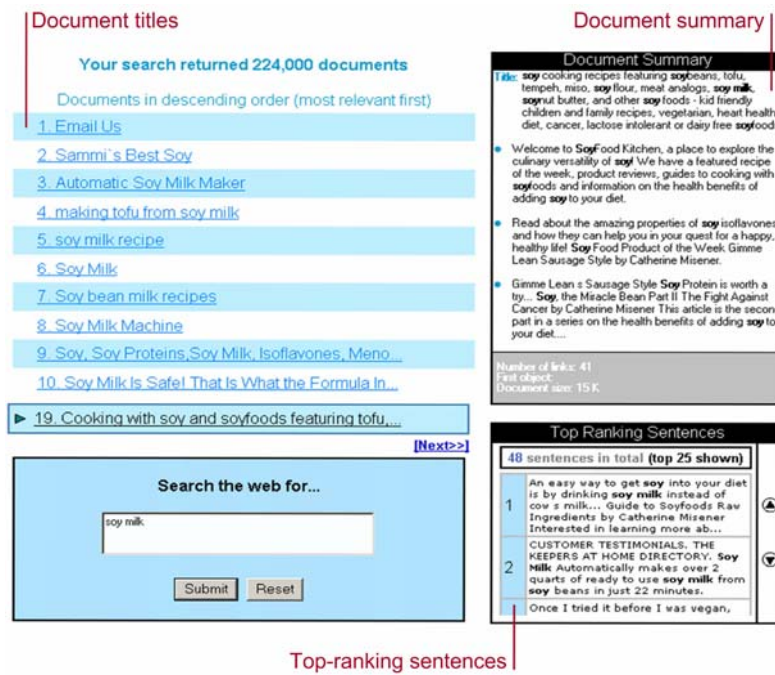 Document titles
Document summary
Your search returned 224,000 documents
Documents in descending order (most relevant first)
1. Email Us
2. Sammi`s Best Soy
3. Automatic Soy Milk Maker
4. making tofu from soy milk
5. soy milk recipe
6. Soy Milk
7. Soy bean milk recipes
8. Soy Milk Machine
9. Soy, Soy Proteins,Soy Milk, Isoflavones, Meno...
10. Soy Milk Is Safe! That Is What the Formula In...
19. Cooking with soy and soyfoods featuring tofu,...
[Next>>]
Search the web for...
soy milk
Submit Reset
Document Summary
Title: soy cooking recipes featuring soybeans, tofu,
tempeh, miso, soy flour, meat analogs, soy milk,
soynut butter, and other soy foods - kid friendly
children and family recipes, vegetarian, heart health
diet, cancer, lactose intolerant or dairy free soyfood
Welcome to SoyFood Kitchen, a place to explore the
culinary versatility of soy! We have a featured recipe
of the week, product reviews, guides to cooking with
soyfoods and information on the health benefits of
adding soy to your diet.
Read about the amazing properties of soy isoflavones
and how they can help you in your quest for a happy,
healthy life! Soy Food Product of the Week Gimme
Lean Sausage Style by Catherine Misener.
Gimme Lean s Sausage Style Soy Protein is worth a
try... Soy, the Miracle Bean Part II The Fight Against
Cancer by Catherine Misener This article is the secon
part in a series on the health benefits of adding soy to
your diet....
Number of links: 41
First object:
Document size: 15 K
Top Ranking Sentences
48 sentences in total (top 25 shown)
1 An easy way to get soy into your diet
is by drinking soy milk instead of
cow s milk... Guide to Soyfoods Raw
Ingredients by Catherine Misener
Interested in learning more ab...
2 CUSTOMER TESTIMONIALS. THE
KEEPERS AT HOME DIRECTORY. Soy
Milk Automatically makes over 2
quarts of ready to use soy milk from
soy beans in just 22 minutes.
Once I tried it before I was vegan,
Top-ranking sentences